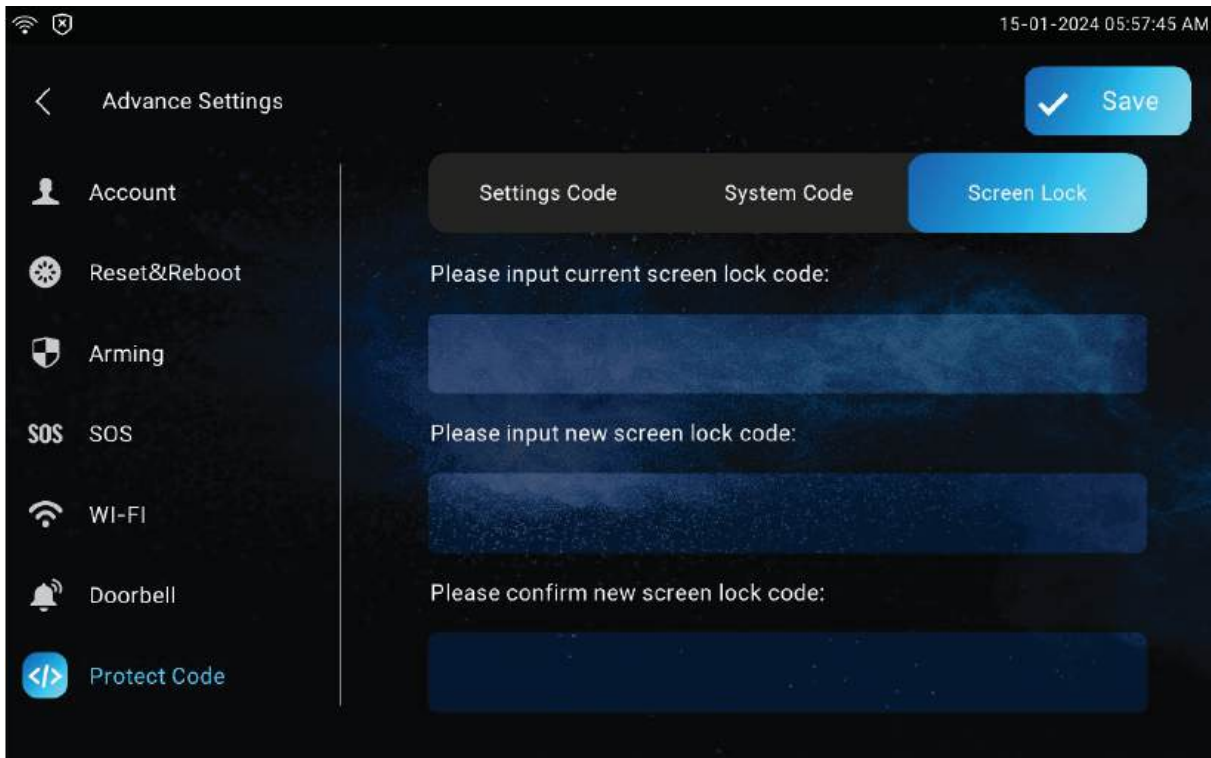 15-01-2024 05:57:45 AM
Advance Settings
Save
Account
Reset&Reboot
Arming
SOS SOS
WI-FI
Doorbell
Protect Code
Settings Code System Code Screen Lock
Please input current screen lock code:
Please input new screen lock code:
Please confirm new screen lock code: